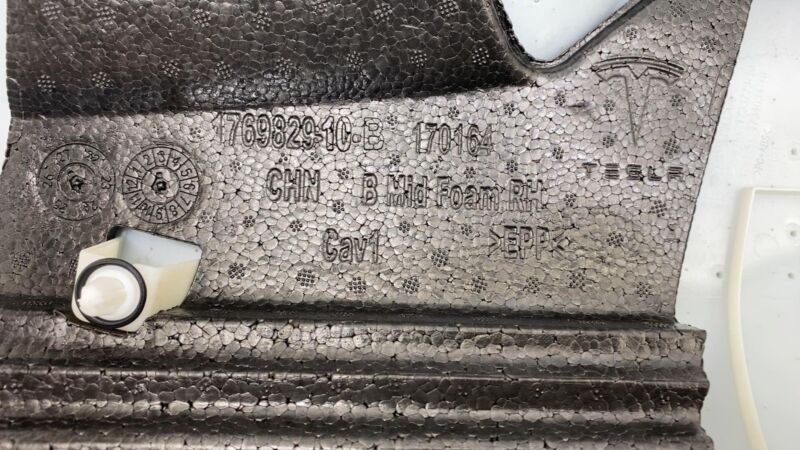 1769829-10-B 170164
CHN B Mid Foam RH
Cav1 >EPP<
TESLA